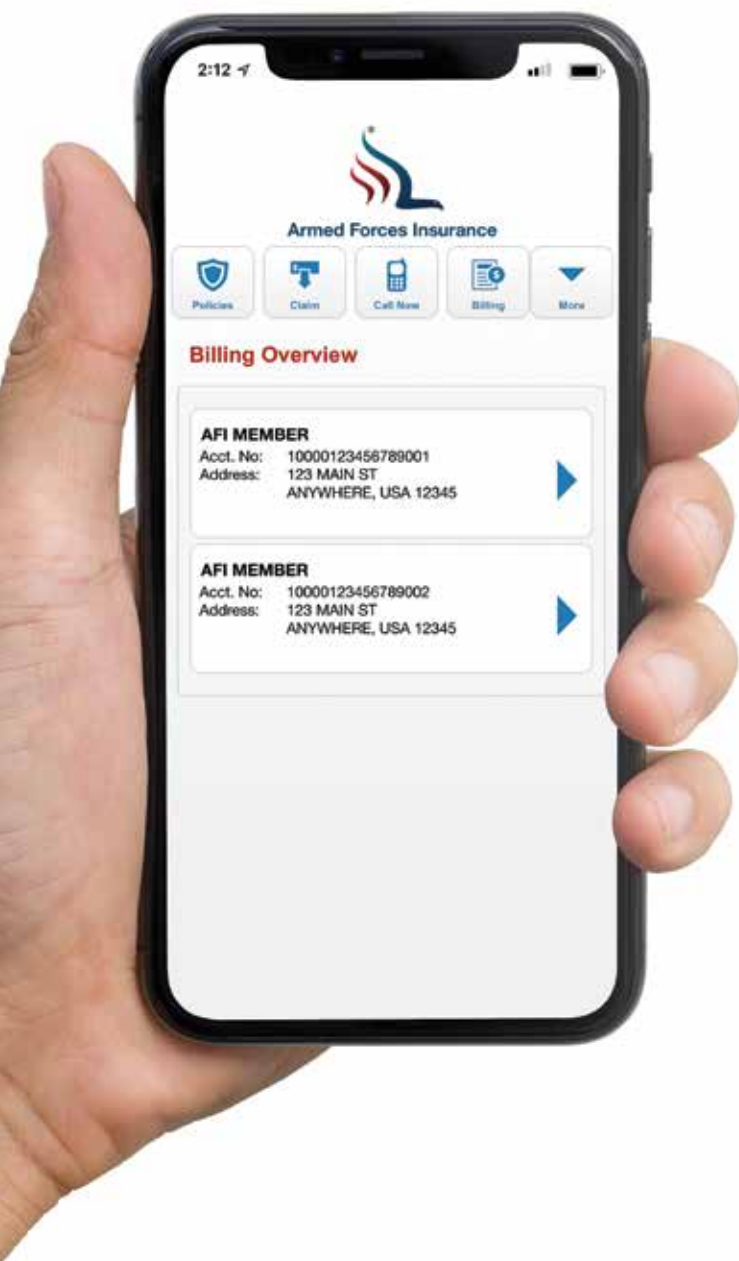 2:12
Armed Forces Insurance
Policies Claim Call Now Billing More
Billing Overview
AFI MEMBER
Acct. No: 10000123456789001
Address: 123 MAIN ST
ANYWHERE, USA 12345
AFI MEMBER
Acct. No: 10000123456789002
Address: 123 MAIN ST
ANYWHERE, USA 12345